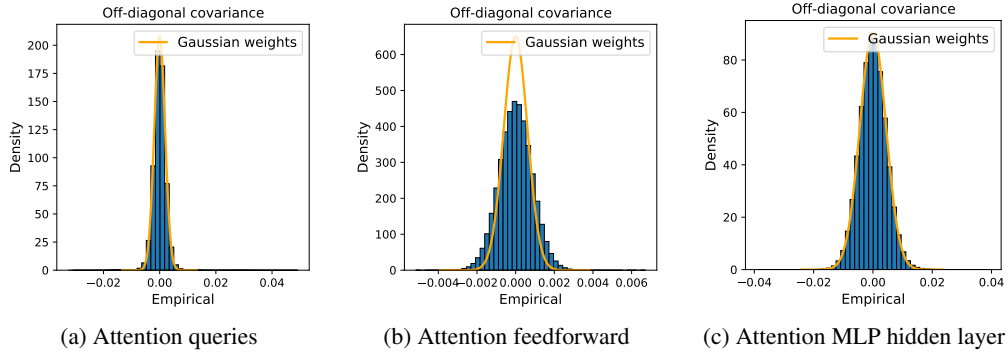 Off-diagonal covariance
Gaussian weights
200
175
150
125
100
75
50
25
0
Density
−0.02 0.00 0.02 0.04
Empirical
(a) Attention queries
Off-diagonal covariance
Gaussian weights
600
500
400
300
200
100
0
Density
−0.004 −0.002 0.000 0.002 0.004 0.006
Empirical
(b) Attention feedforward
Off-diagonal covariance
Gaussian weights
80
60
40
20
0
Density
−0.04 −0.02 0.00 0.02 0.04
Empirical
(c) Attention MLP hidden layer